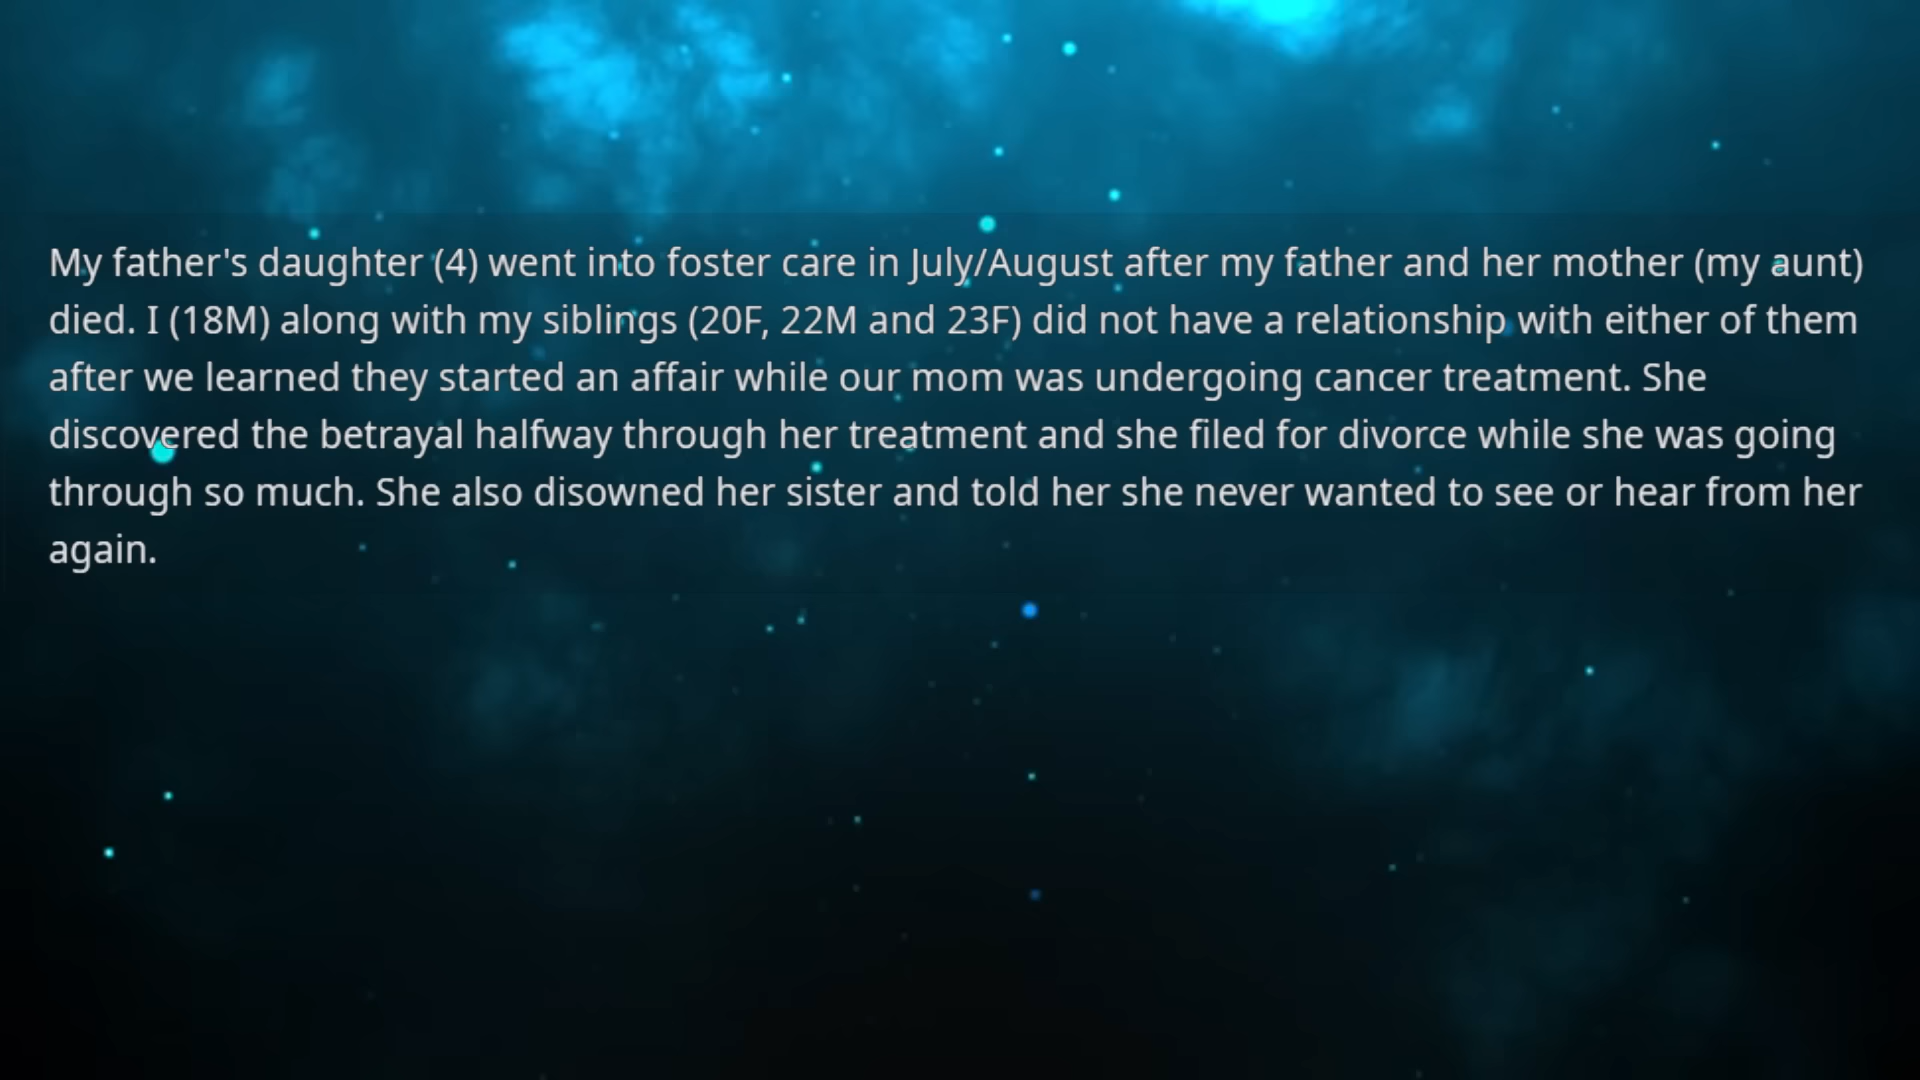 My father's daughter (4) went into foster care in July/August after my father and her mother (my aunt)
died. I (18M) along with my siblings (20F, 22M and 23F) did not have a relationship with either of them
after we learned they started an affair while our mom was undergoing cancer treatment. She
discovered the betrayal halfway through her treatment and she filed for divorce while she was going
through so much. She also disowned her sister and told her she never wanted to see or hear from her
again.